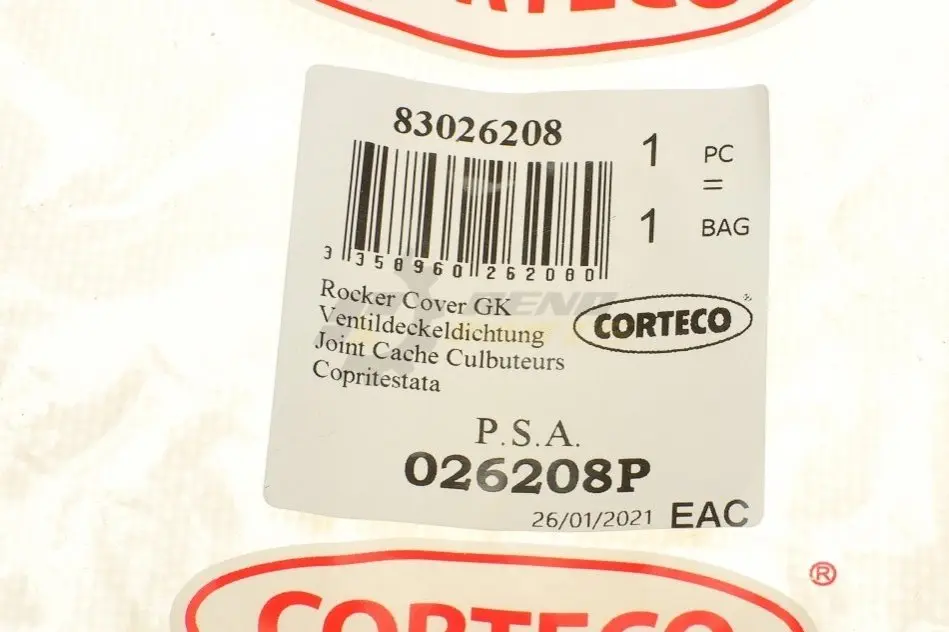 CORTECO
83026208
1 PC
=
1 BAG
3 358960 262080
Rocker Cover GK
Ventildeckeldichtung
Joint Cache Culbuteurs
Copritestata
CORTECO
P.S.A.
026208P
26/01/2021 EAC
®
CORTECO